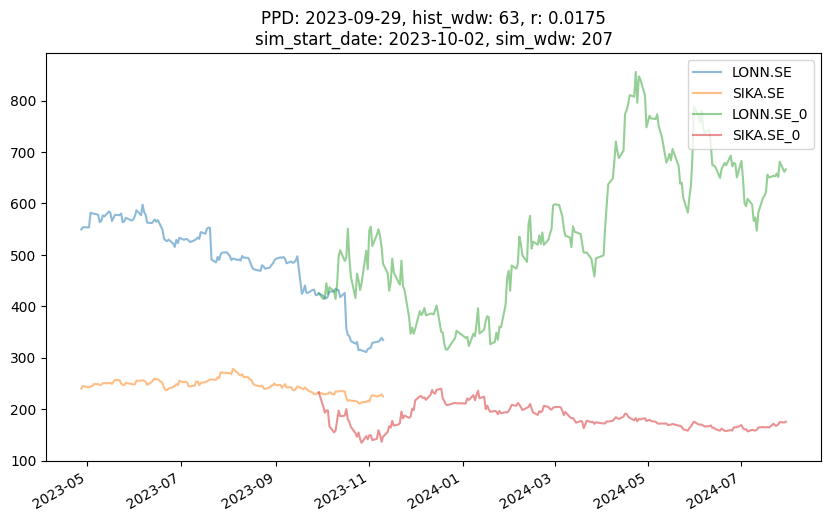 PPD: 2023-09-29, hist_wdw: 63, r: 0.0175
sim_start_date: 2023-10-02, sim_wdw: 207
LONN.SE
SIKA.SE
LONN.SE_0
SIKA.SE_0
800
700
600
500
400
300
200
100
2023-05
2023-07
2023-09
2023-11
2024-01
2024-03
2024-05
2024-07